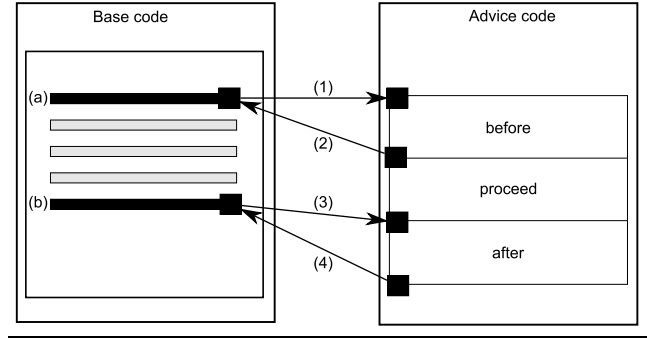 Base code
Advice code
(a)
(1)
before
(2)
proceed
(b)
(3)
after
(4)